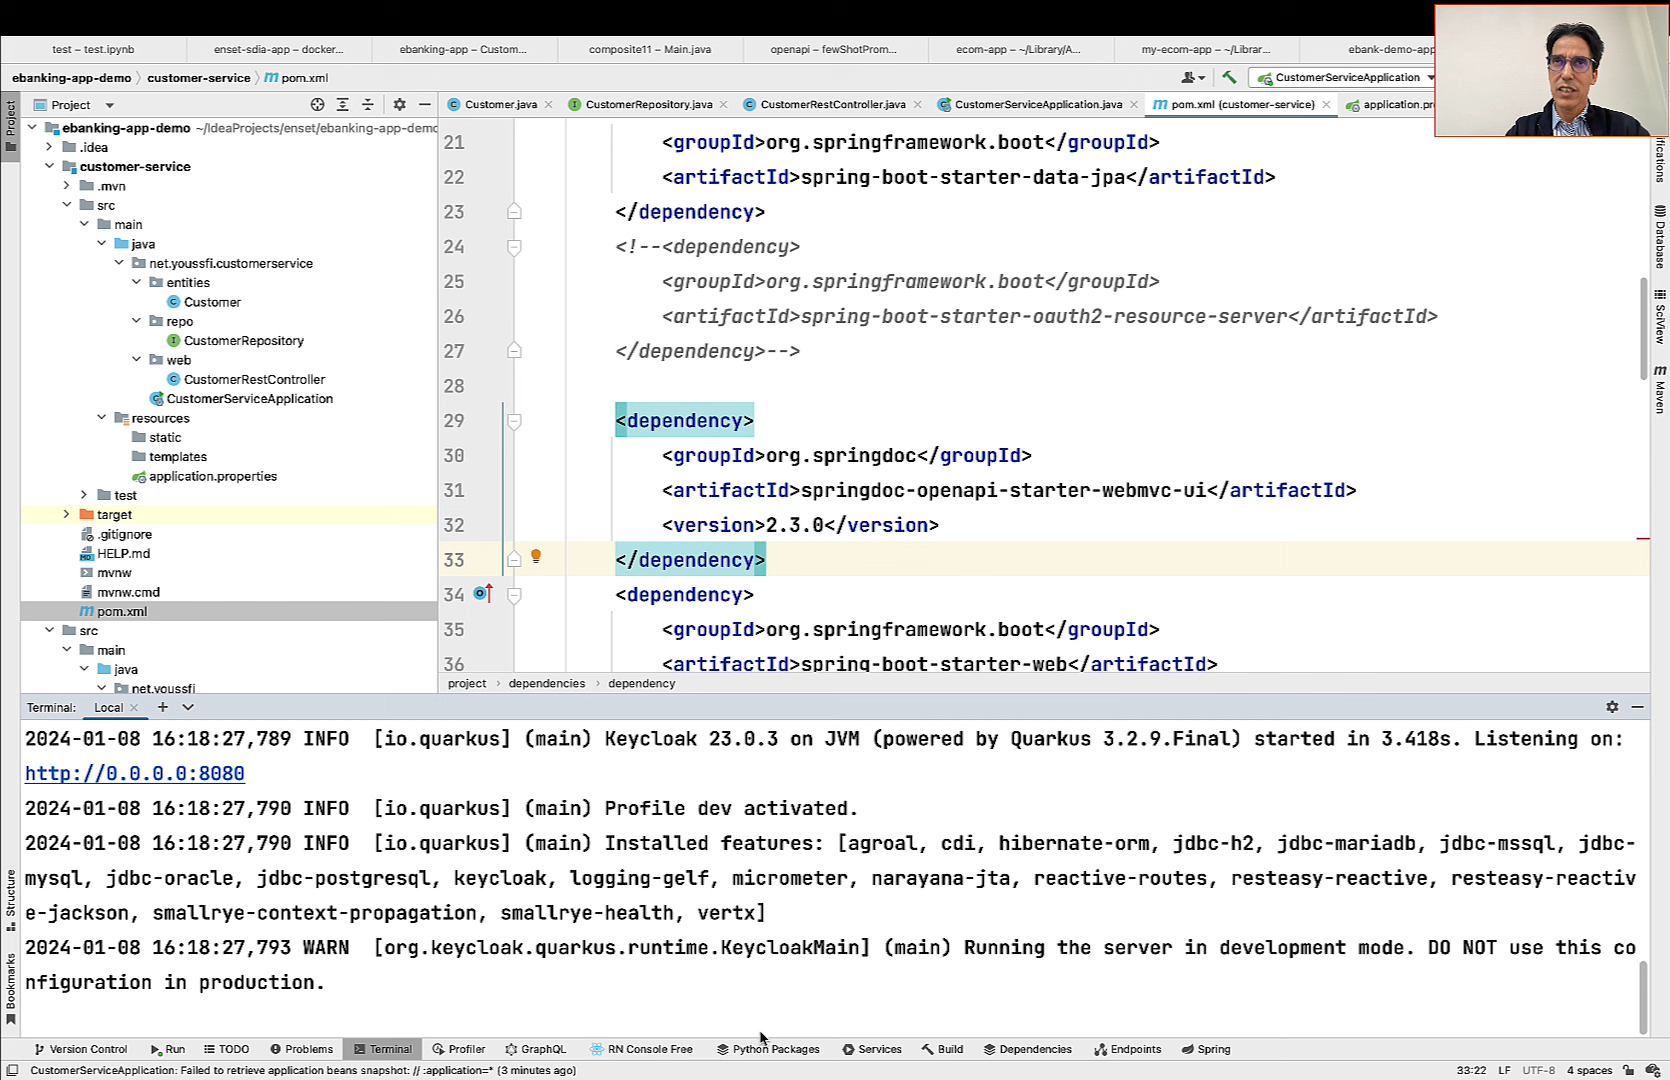 test – test.ipynb
enset-sdia-app – docker...
ebanking-app – Custom...
composite11 – Main.java
openapi – fewShotProm...
ecom-app – ~/Library/A...
my-ecom-app – ~/Librar...
ebank-demo-app
ebanking-app-demo > customer-service > m pom.xml
CustomerServiceApplication
Project
Customer.java
CustomerRepository.java
CustomerRestController.java
CustomerServiceApplication.java
pom.xml (customer-service)
application.pr
Project
ebanking-app-demo ~/IdeaProjects/enset/ebanking-app-demo
.idea
customer-service
.mvn
src
main
java
net.youssfi.customerservice
entities
Customer
repo
CustomerRepository
web
CustomerRestController
CustomerServiceApplication
resources
static
templates
application.properties
test
target
.gitignore
HELP.md
mvnw
mvnw.cmd
pom.xml
src
main
java
net.youssfi
21 <groupId>org.springframework.boot</groupId>
22 <artifactId>spring-boot-starter-data-jpa</artifactId>
23 </dependency>
24 <!--<dependency>
25 <groupId>org.springframework.boot</groupId>
26 <artifactId>spring-boot-starter-oauth2-resource-server</artifactId>
27 </dependency>-->
28
29 <dependency>
30 <groupId>org.springdoc</groupId>
31 <artifactId>springdoc-openapi-starter-webmvc-ui</artifactId>
32 <version>2.3.0</version>
33 </dependency>
34 <dependency>
35 <groupId>org.springframework.boot</groupId>
36 <artifactId>spring-boot-starter-web</artifactId>
project > dependencies > dependency
Database
SciView
Maven
Terminal: Local
2024-01-08 16:18:27,789 INFO [io.quarkus] (main) Keycloak 23.0.3 on JVM (powered by Quarkus 3.2.9.Final) started in 3.418s. Listening on:
http://0.0.0.0:8080
2024-01-08 16:18:27,790 INFO [io.quarkus] (main) Profile dev activated.
2024-01-08 16:18:27,790 INFO [io.quarkus] (main) Installed features: [agroal, cdi, hibernate-orm, jdbc-h2, jdbc-mariadb, jdbc-mssql, jdbc-
mysql, jdbc-oracle, jdbc-postgresql, keycloak, logging-gelf, micrometer, narayana-jta, reactive-routes, resteasy-reactive, resteasy-reactiv
e-jackson, smallrye-context-propagation, smallrye-health, vertx]
2024-01-08 16:18:27,793 WARN [org.keycloak.quarkus.runtime.KeycloakMain] (main) Running the server in development mode. DO NOT use this co
nfiguration in production.
Structure
Bookmarks
Version Control
Run
TODO
Problems
Terminal
Profiler
GraphQL
RN Console Free
Python Packages
Services
Build
Dependencies
Endpoints
Spring
CustomerServiceApplication: Failed to retrieve application beans snapshot: // :application=* (3 minutes ago)
33:22 LF UTF-8 4 spaces